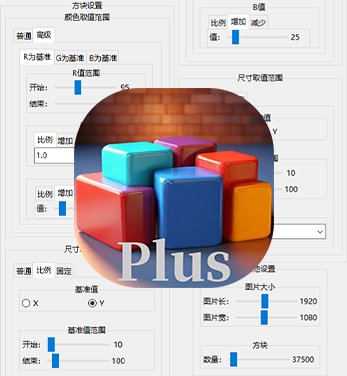 方块设置
颜色取值范围
普通 高级
R为基准 G为基准 B为基准
R值范围
开始: 95
结束:
比例 增加
1.0
比例 增加
值:
普通 比例 固定
基准值
X Y
基准值范围
开始: 10
结束: 100
B值
比例 增加 减少
值: 25
尺寸取值范围
Y
10
100
图片大小
图片长: 1920
图片宽: 1080
方块
数量: 37500
Plus